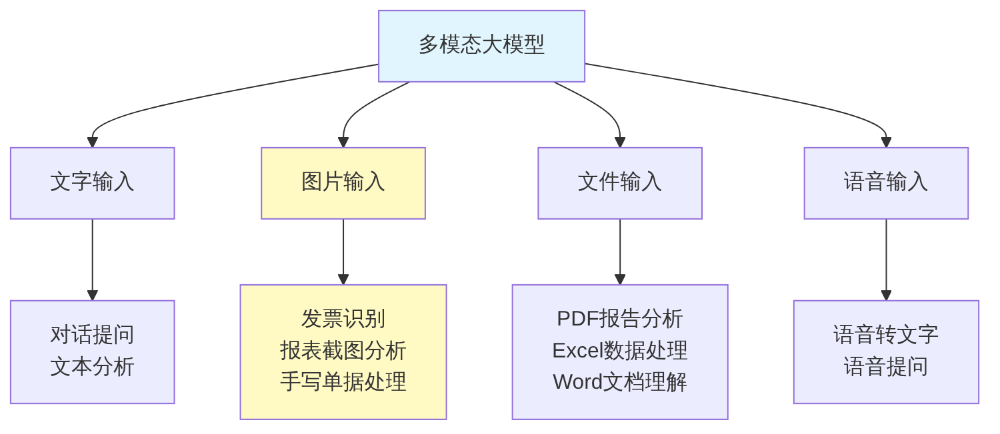 多模态大模型
文字输入
图片输入
文件输入
语音输入
对话提问
文本分析
发票识别
报表截图分析
手写单据处理
PDF报告分析
Excel数据处理
Word文档理解
语音转文字
语音提问